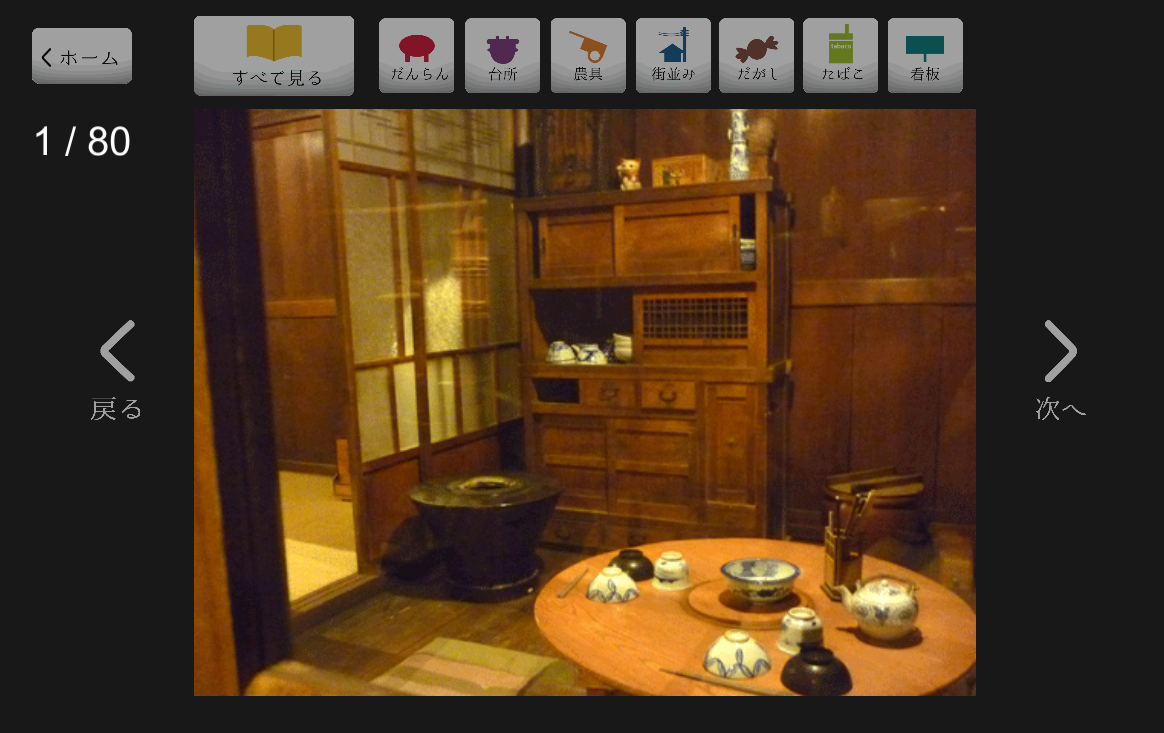 ホーム
すべて見る
だんらん
台所
農具
街並み
だがし
tabaco
たばこ
看板
1 / 80
戻る
次へ